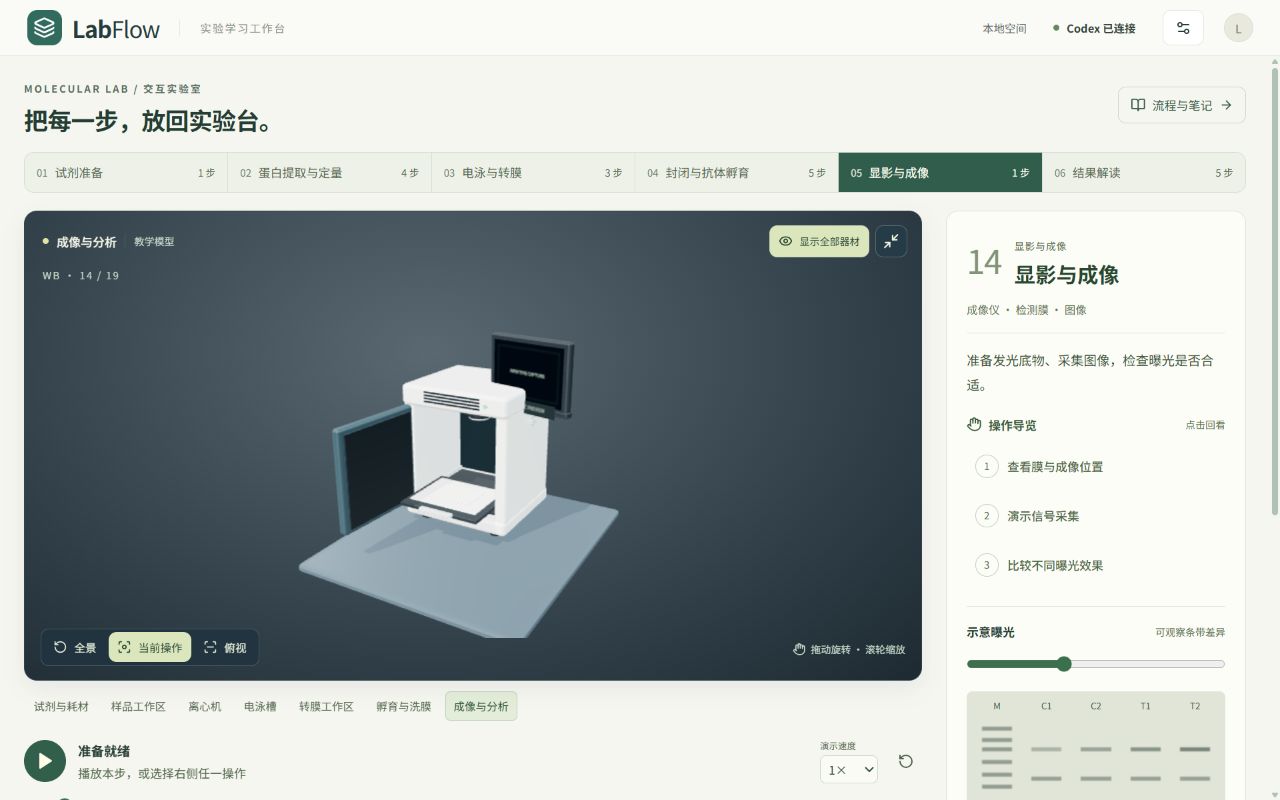 LabFlow
实验学习工作台
本地空间
Codex 已连接
L
MOLECULAR LAB / 交互实验室
把每一步，放回实验台。
流程与笔记
01 试剂准备 1 步
02 蛋白提取与定量 4 步
03 电泳与转膜 3 步
04 封闭与抗体孵育 5 步
05 显影与成像 1 步
06 结果解读 5 步
成像与分析
教学模型
显示全部器材
WB · 14 / 19
全景
当前操作
俯视
拖动旋转 · 滚轮缩放
试剂与耗材
样品工作区
离心机
电泳槽
转膜工作区
孵育与洗膜
成像与分析
准备就绪
播放本步，或选择右侧任一操作
演示速度
1×
14
显影与成像
显影与成像
成像仪 · 检测膜 · 图像
准备发光底物、采集图像，检查曝光是否合
适。
操作导览
点击回看
1 查看膜与成像位置
2 演示信号采集
3 比较不同曝光效果
示意曝光
可观察条带差异
M C1 C2 T1 T2